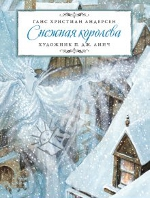 ГАНС ХРИСТИАН АНДЕРСЕН
Снежная королева
ХУДОЖНИК П. ДЖ. ЛИНЧ